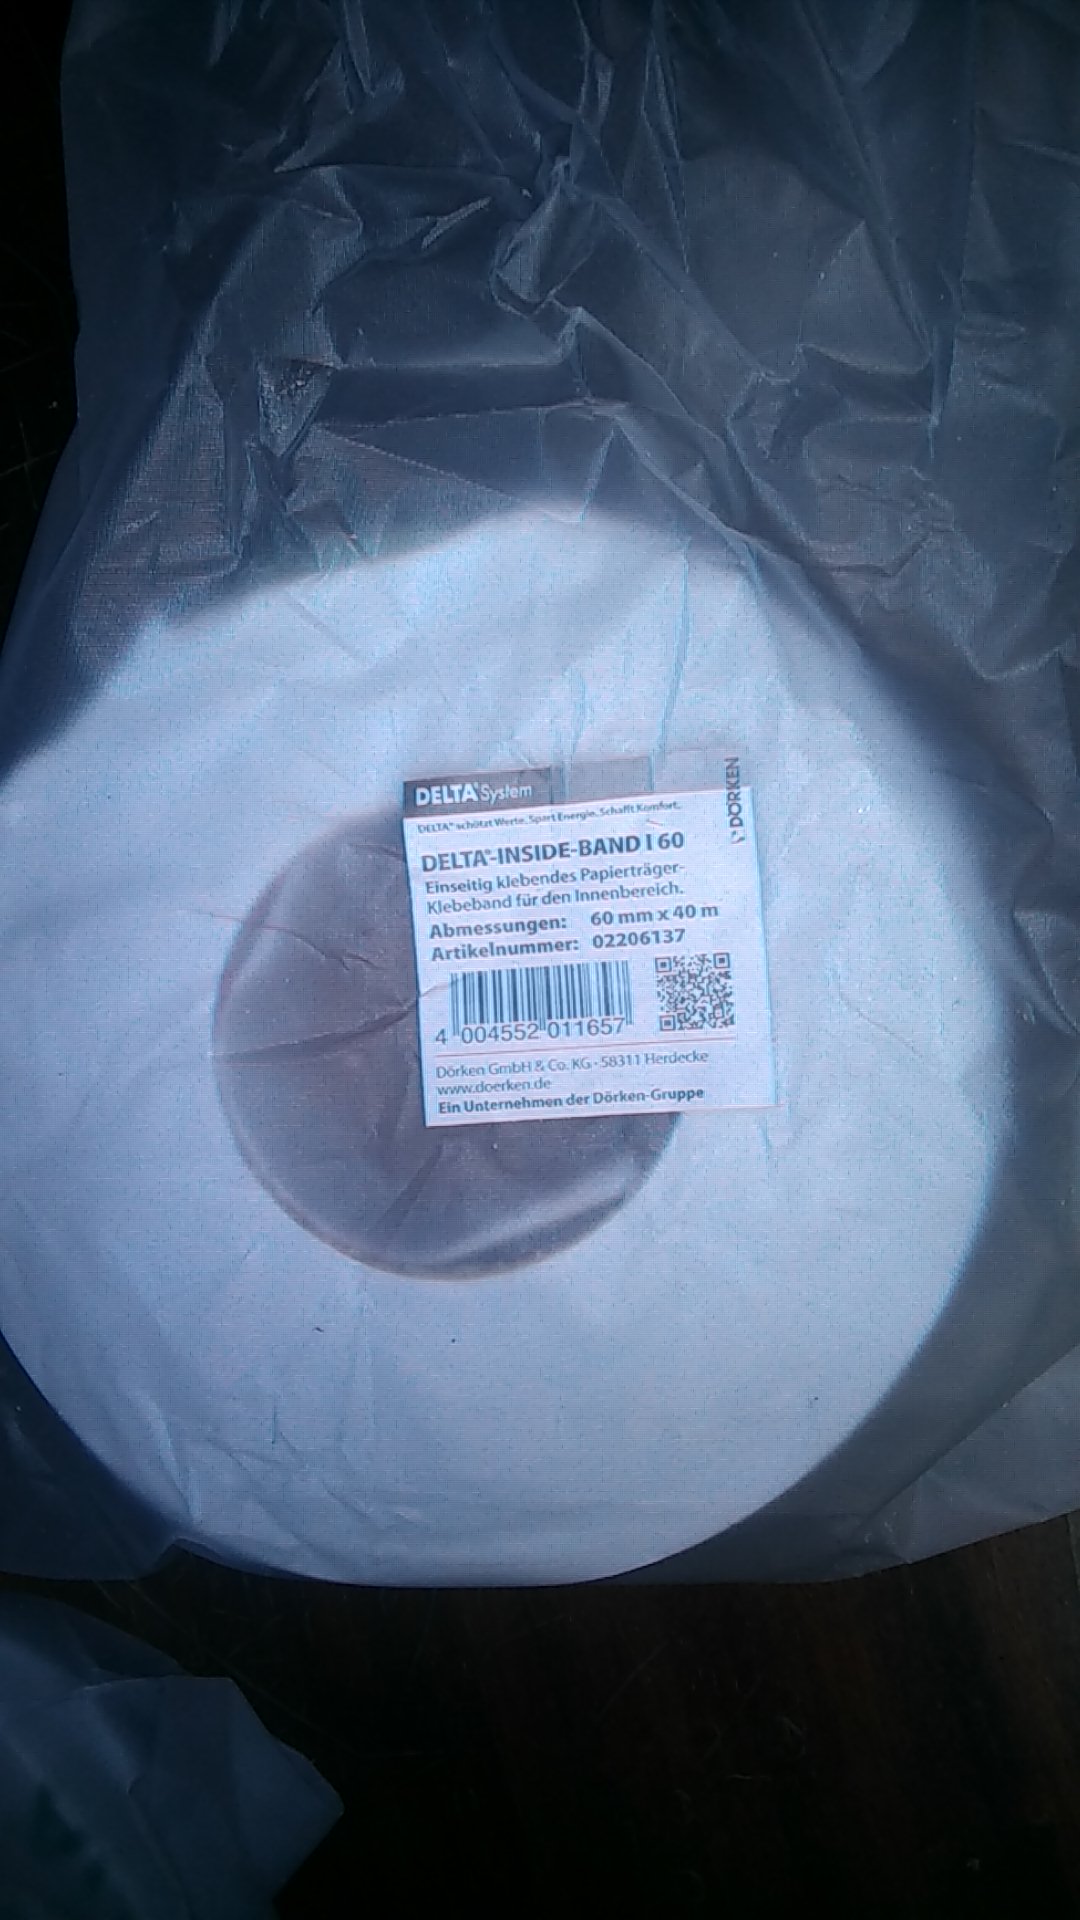 DELTA® System
DELTA® schützt Werte. Spart Energie. Schafft Komfort.
DÖRKEN
DELTA®-INSIDE-BAND I 60
Einseitig klebendes Papierträger-
Klebeband für den Innenbereich.
Abmessungen: 60 mm x 40 m
Artikelnummer: 02206137
4 004552 011657
Dörken GmbH & Co. KG · 58311 Herdecke
www.doerken.de
Ein Unternehmen der Dörken-Gruppe